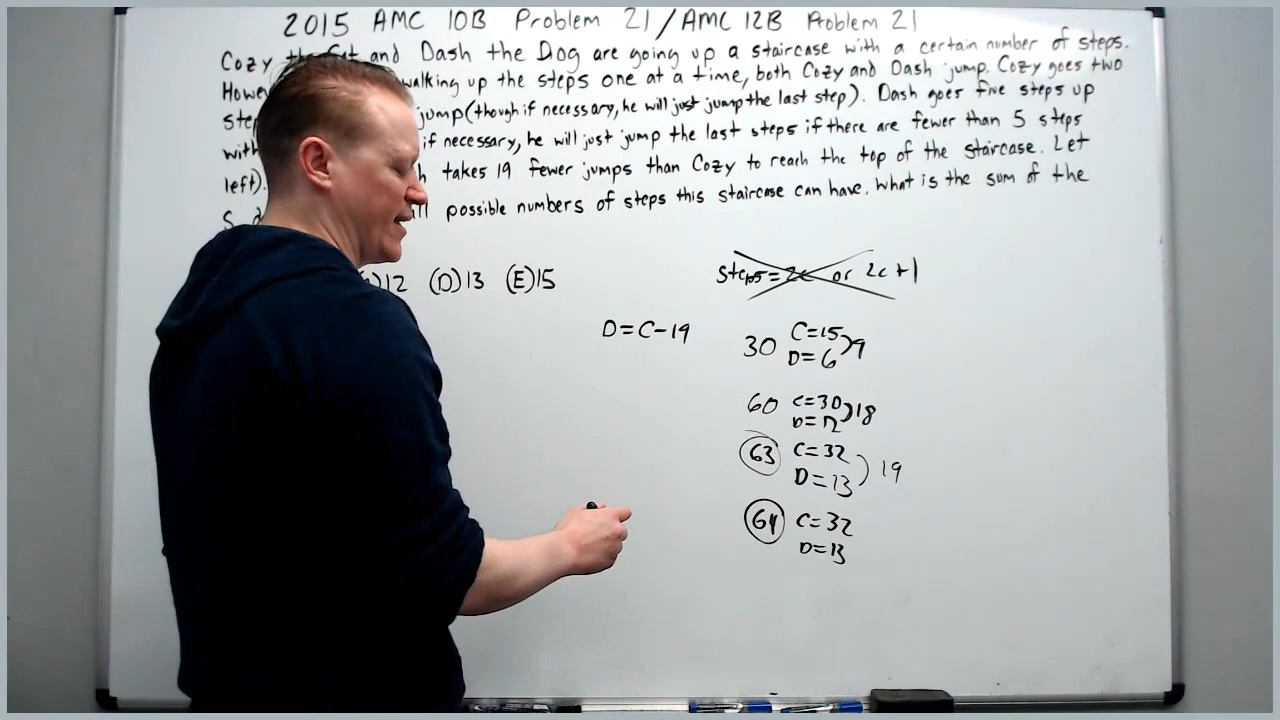 2015 AMC 10B Problem 21/AMC 12B Problem 21
Cozy the Cat and Dash the Dog are going up a staircase with a certain number of steps.
walking up the steps one at a time, both Cozy and Dash jump. Cozy goes two
jump (though if necessary, he will just jump the last step). Dash goes five steps up
if necessary, he will just jump the last steps if there are fewer than 5 steps
left). takes 19 fewer jumps than Cozy to reach the top of the staircase. Let
S possible numbers of steps this staircase can have. What is the sum of the
12 (D) 13 (E) 15
steps=2c or 2c+1
D=C-19
30 C=15 D=6 9
60 C=30 D=12 18
63 C=32 D=13 19
64 C=32 D=13